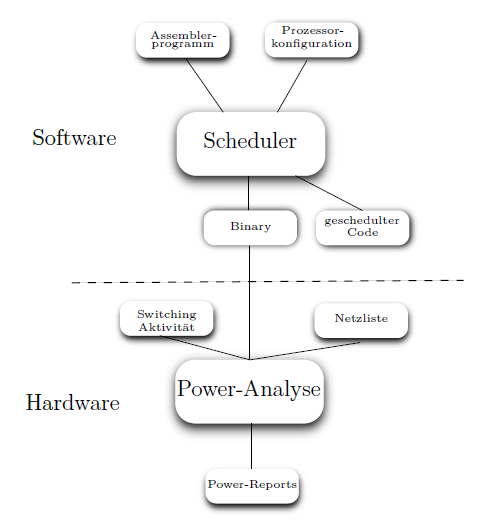 Assembler-
programm
Prozessor-
konfiguration
Software
Scheduler
Binary
geschedulter
Code
Switching
Aktivität
Netzliste
Hardware
Power-Analyse
Power-Reports